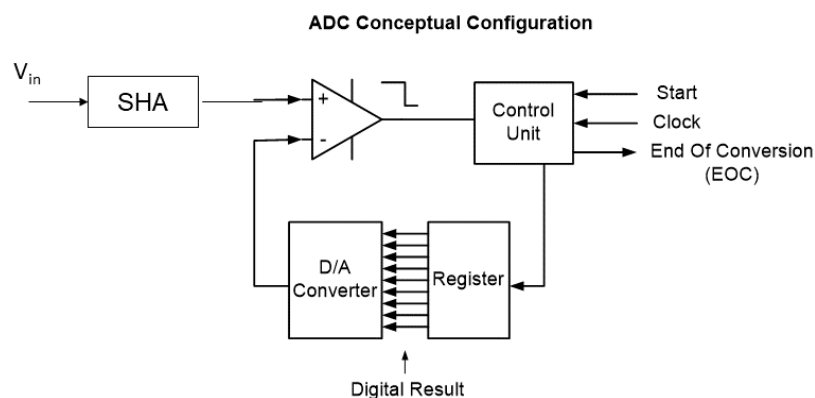 ADC Conceptual Configuration
Vin
SHA
+
-
Control
Unit
Start
Clock
End Of Conversion
(EOC)
D/A
Converter
Register
Digital Result